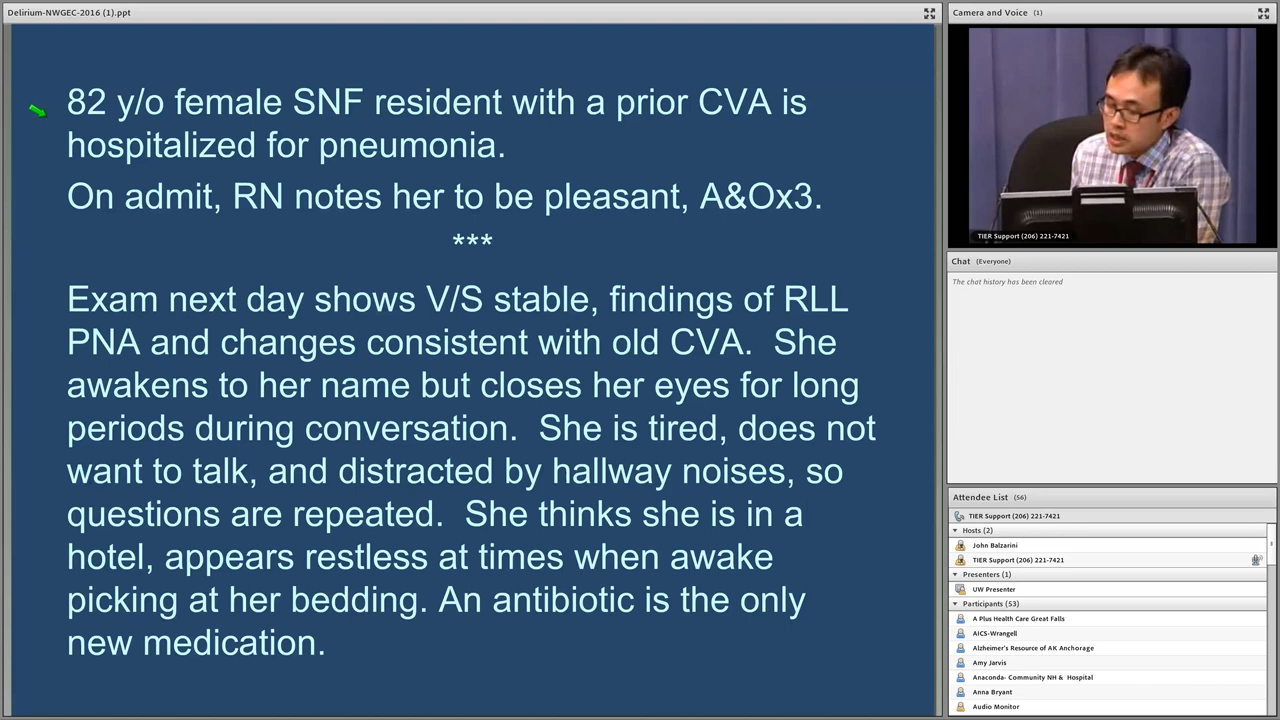 Delirium-NWGEC-2016 (1).ppt
82 y/o female SNF resident with a prior CVA is
hospitalized for pneumonia.
On admit, RN notes her to be pleasant, A&Ox3.
***
Exam next day shows V/S stable, findings of RLL
PNA and changes consistent with old CVA.  She
awakens to her name but closes her eyes for long
periods during conversation.  She is tired, does not
want to talk, and distracted by hallway noises, so
questions are repeated.  She thinks she is in a
hotel, appears restless at times when awake
picking at her bedding. An antibiotic is the only
new medication.
Camera and Voice (1)
TIER Support (206) 221-7421
Chat (Everyone)
The chat history has been cleared
Attendee List (56)
TIER Support (206) 221-7421
Hosts (2)
John Balzarini
TIER Support (206) 221-7421
Presenters (1)
UW Presenter
Participants (53)
A Plus Health Care Great Falls
AICS-Wrangell
Alzheimer's Resource of AK Anchorage
Amy Jarvis
Anaconda- Community NH & Hospital
Anna Bryant
Audio Monitor